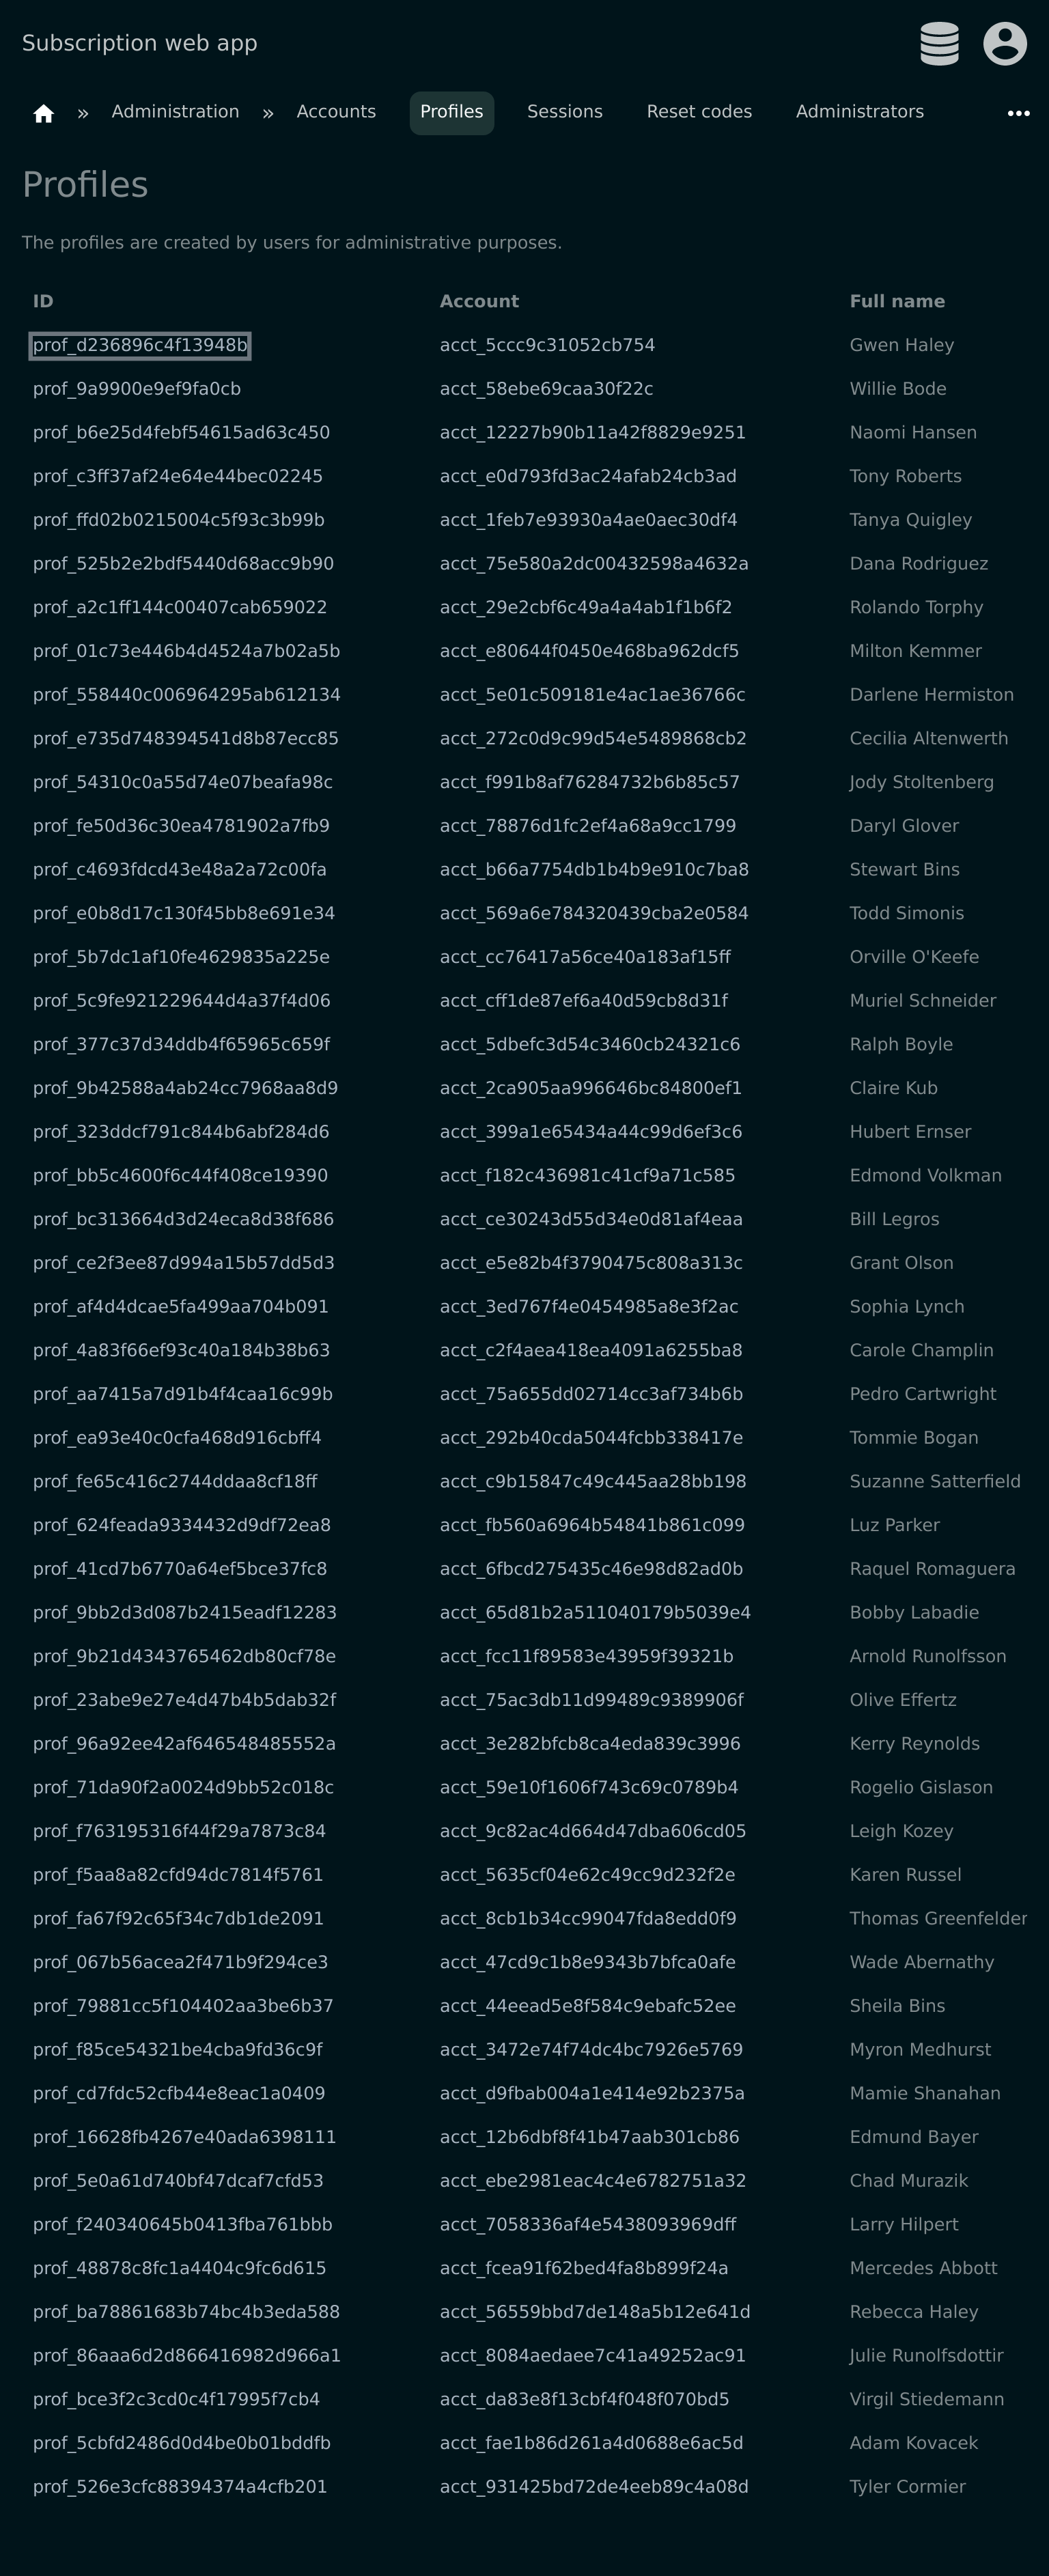 Subscription web app
» Administration » Accounts Profiles Sessions Reset codes Administrators
Profiles
The profiles are created by users for administrative purposes.
ID Account Full name
prof_d236896c4f13948b acct_5ccc9c31052cb754 Gwen Haley
prof_9a9900e9ef9fa0cb acct_58ebe69caa30f22c Willie Bode
prof_b6e25d4febf54615ad63c450 acct_12227b90b11a42f8829e9251 Naomi Hansen
prof_c3ff37af24e64e44bec02245 acct_e0d793fd3ac24afab24cb3ad Tony Roberts
prof_ffd02b0215004c5f93c3b99b acct_1feb7e93930a4ae0aec30df4 Tanya Quigley
prof_525b2e2bdf5440d68acc9b90 acct_75e580a2dc00432598a4632a Dana Rodriguez
prof_a2c1ff144c00407cab659022 acct_29e2cbf6c49a4a4ab1f1b6f2 Rolando Torphy
prof_01c73e446b4d4524a7b02a5b acct_e80644f0450e468ba962dcf5 Milton Kemmer
prof_558440c006964295ab612134 acct_5e01c509181e4ac1ae36766c Darlene Hermiston
prof_e735d748394541d8b87ecc85 acct_272c0d9c99d54e5489868cb2 Cecilia Altenwerth
prof_54310c0a55d74e07beafa98c acct_f991b8af76284732b6b85c57 Jody Stoltenberg
prof_fe50d36c30ea4781902a7fb9 acct_78876d1fc2ef4a68a9cc1799 Daryl Glover
prof_c4693fdcd43e48a2a72c00fa acct_b66a7754db1b4b9e910c7ba8 Stewart Bins
prof_e0b8d17c130f45bb8e691e34 acct_569a6e784320439cba2e0584 Todd Simonis
prof_5b7dc1af10fe4629835a225e acct_cc76417a56ce40a183af15ff Orville O'Keefe
prof_5c9fe921229644d4a37f4d06 acct_cff1de87ef6a40d59cb8d31f Muriel Schneider
prof_377c37d34ddb4f65965c659f acct_5dbefc3d54c3460cb24321c6 Ralph Boyle
prof_9b42588a4ab24cc7968aa8d9 acct_2ca905aa996646bc84800ef1 Claire Kub
prof_323ddcf791c844b6abf284d6 acct_399a1e65434a44c99d6ef3c6 Hubert Ernser
prof_bb5c4600f6c44f408ce19390 acct_f182c436981c41cf9a71c585 Edmond Volkman
prof_bc313664d3d24eca8d38f686 acct_ce30243d55d34e0d81af4eaa Bill Legros
prof_ce2f3ee87d994a15b57dd5d3 acct_e5e82b4f3790475c808a313c Grant Olson
prof_af4d4dcae5fa499aa704b091 acct_3ed767f4e0454985a8e3f2ac Sophia Lynch
prof_4a83f66ef93c40a184b38b63 acct_c2f4aea418ea4091a6255ba8 Carole Champlin
prof_aa7415a7d91b4f4caa16c99b acct_75a655dd02714cc3af734b6b Pedro Cartwright
prof_ea93e40c0cfa468d916cbff4 acct_292b40cda5044fcbb338417e Tommie Bogan
prof_fe65c416c2744ddaa8cf18ff acct_c9b15847c49c445aa28bb198 Suzanne Satterfield
prof_624feada9334432d9df72ea8 acct_fb560a6964b54841b861c099 Luz Parker
prof_41cd7b6770a64ef5bce37fc8 acct_6fbcd275435c46e98d82ad0b Raquel Romaguera
prof_9bb2d3d087b2415eadf12283 acct_65d81b2a511040179b5039e4 Bobby Labadie
prof_9b21d4343765462db80cf78e acct_fcc11f89583e43959f39321b Arnold Runolfsson
prof_23abe9e27e4d47b4b5dab32f acct_75ac3db11d99489c9389906f Olive Effertz
prof_96a92ee42af646548485552a acct_3e282bfcb8ca4eda839c3996 Kerry Reynolds
prof_71da90f2a0024d9bb52c018c acct_59e10f1606f743c69c0789b4 Rogelio Gislason
prof_f763195316f44f29a7873c84 acct_9c82ac4d664d47dba606cd05 Leigh Kozey
prof_f5aa8a82cfd94dc7814f5761 acct_5635cf04e62c49cc9d232f2e Karen Russel
prof_fa67f92c65f34c7db1de2091 acct_8cb1b34cc99047fda8edd0f9 Thomas Greenfelder
prof_067b56acea2f471b9f294ce3 acct_47cd9c1b8e9343b7bfca0afe Wade Abernathy
prof_79881cc5f104402aa3be6b37 acct_44eead5e8f584c9ebafc52ee Sheila Bins
prof_f85ce54321be4cba9fd36c9f acct_3472e74f74dc4bc7926e5769 Myron Medhurst
prof_cd7fdc52cfb44e8eac1a0409 acct_d9fbab004a1e414e92b2375a Mamie Shanahan
prof_16628fb4267e40ada6398111 acct_12b6dbf8f41b47aab301cb86 Edmund Bayer
prof_5e0a61d740bf47dcaf7cfd53 acct_ebe2981eac4c4e6782751a32 Chad Murazik
prof_f240340645b0413fba761bbb acct_7058336af4e5438093969dff Larry Hilpert
prof_48878c8fc1a4404c9fc6d615 acct_fcea91f62bed4fa8b899f24a Mercedes Abbott
prof_ba78861683b74bc4b3eda588 acct_56559bbd7de148a5b12e641d Rebecca Haley
prof_86aaa6d2d866416982d966a1 acct_8084aedaee7c41a49252ac91 Julie Runolfsdottir
prof_bce3f2c3cd0c4f17995f7cb4 acct_da83e8f13cbf4f048f070bd5 Virgil Stiedemann
prof_5cbfd2486d0d4be0b01bddfb acct_fae1b86d261a4d0688e6ac5d Adam Kovacek
prof_526e3cfc88394374a4cfb201 acct_931425bd72de4eeb89c4a08d Tyler Cormier